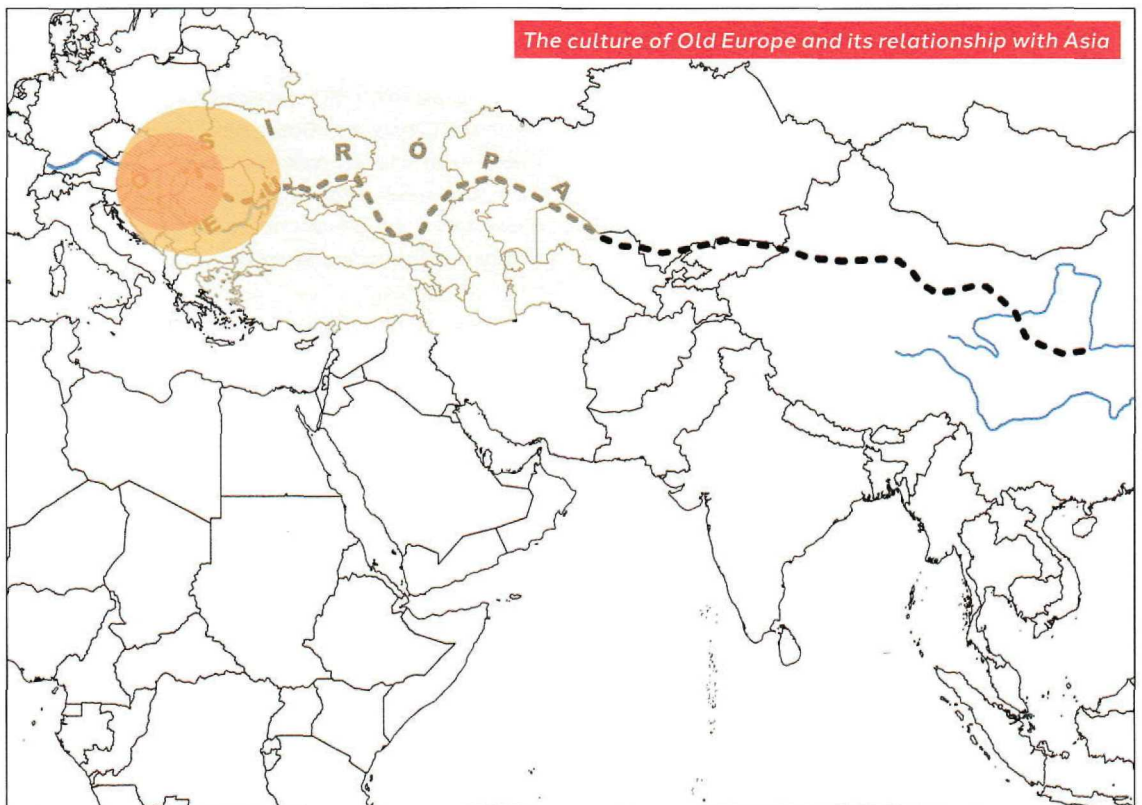 The culture of Old Europe and its relationship with Asia
Ő S I
E U R Ó P A